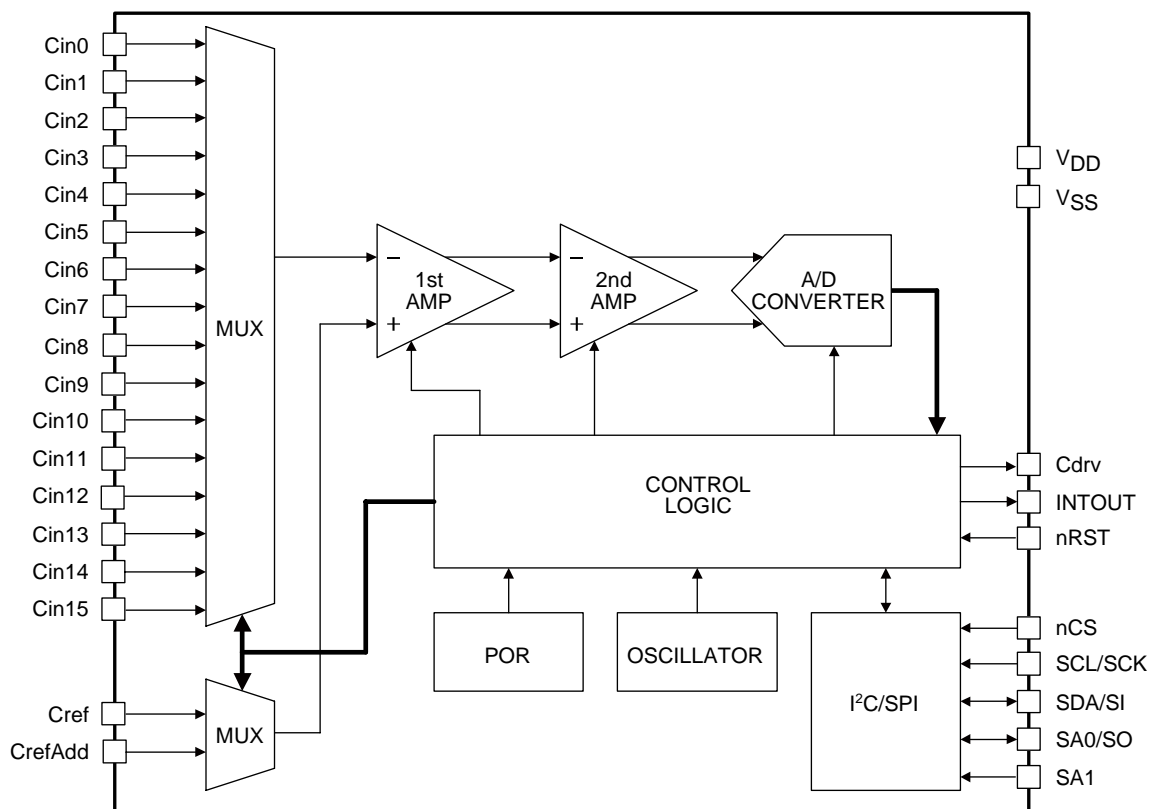 Cin0
Cin1
Cin2
Cin3
Cin4
Cin5
Cin6
Cin7
Cin8
Cin9
Cin10
Cin11
Cin12
Cin13
Cin14
Cin15
Cref
CrefAdd
MUX
MUX
−
1st
AMP
+
−
2nd
AMP
+
A/D
CONVERTER
CONTROL
LOGIC
POR
OSCILLATOR
I²C/SPI
VDD
VSS
Cdrv
INTOUT
nRST
nCS
SCL/SCK
SDA/SI
SA0/SO
SA1